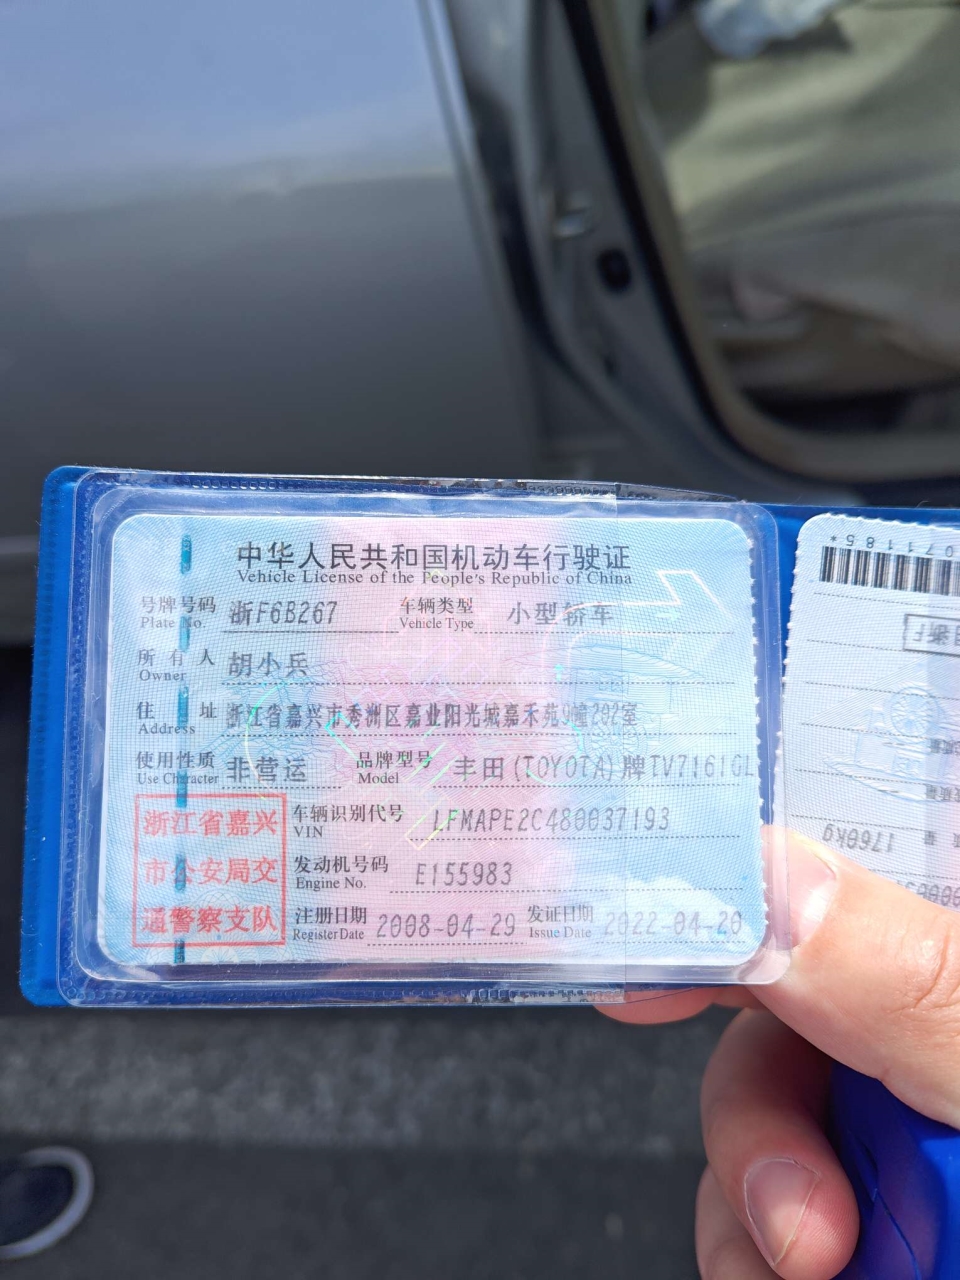 中华人民共和国机动车行驶证
Vehicle License of the People's Republic of China
号牌号码 浙F6B267 车辆类型 小型轿车
Plate No. Vehicle Type
所有人 胡小兵
Owner
住址 浙江省嘉兴市秀洲区嘉业阳光城嘉禾苑9幢202室
Address
使用性质 非营运 品牌型号 丰田(TOYOTA)牌TV7161GL
Use Character Model
浙江省嘉兴
市公安局交
通警察支队
车辆识别代号 LFMAPE2C480037193
VIN
发动机号码 E155983
Engine No.
注册日期 2008-04-29 发证日期 2022-04-20
Register Date Issue Date
1760kg